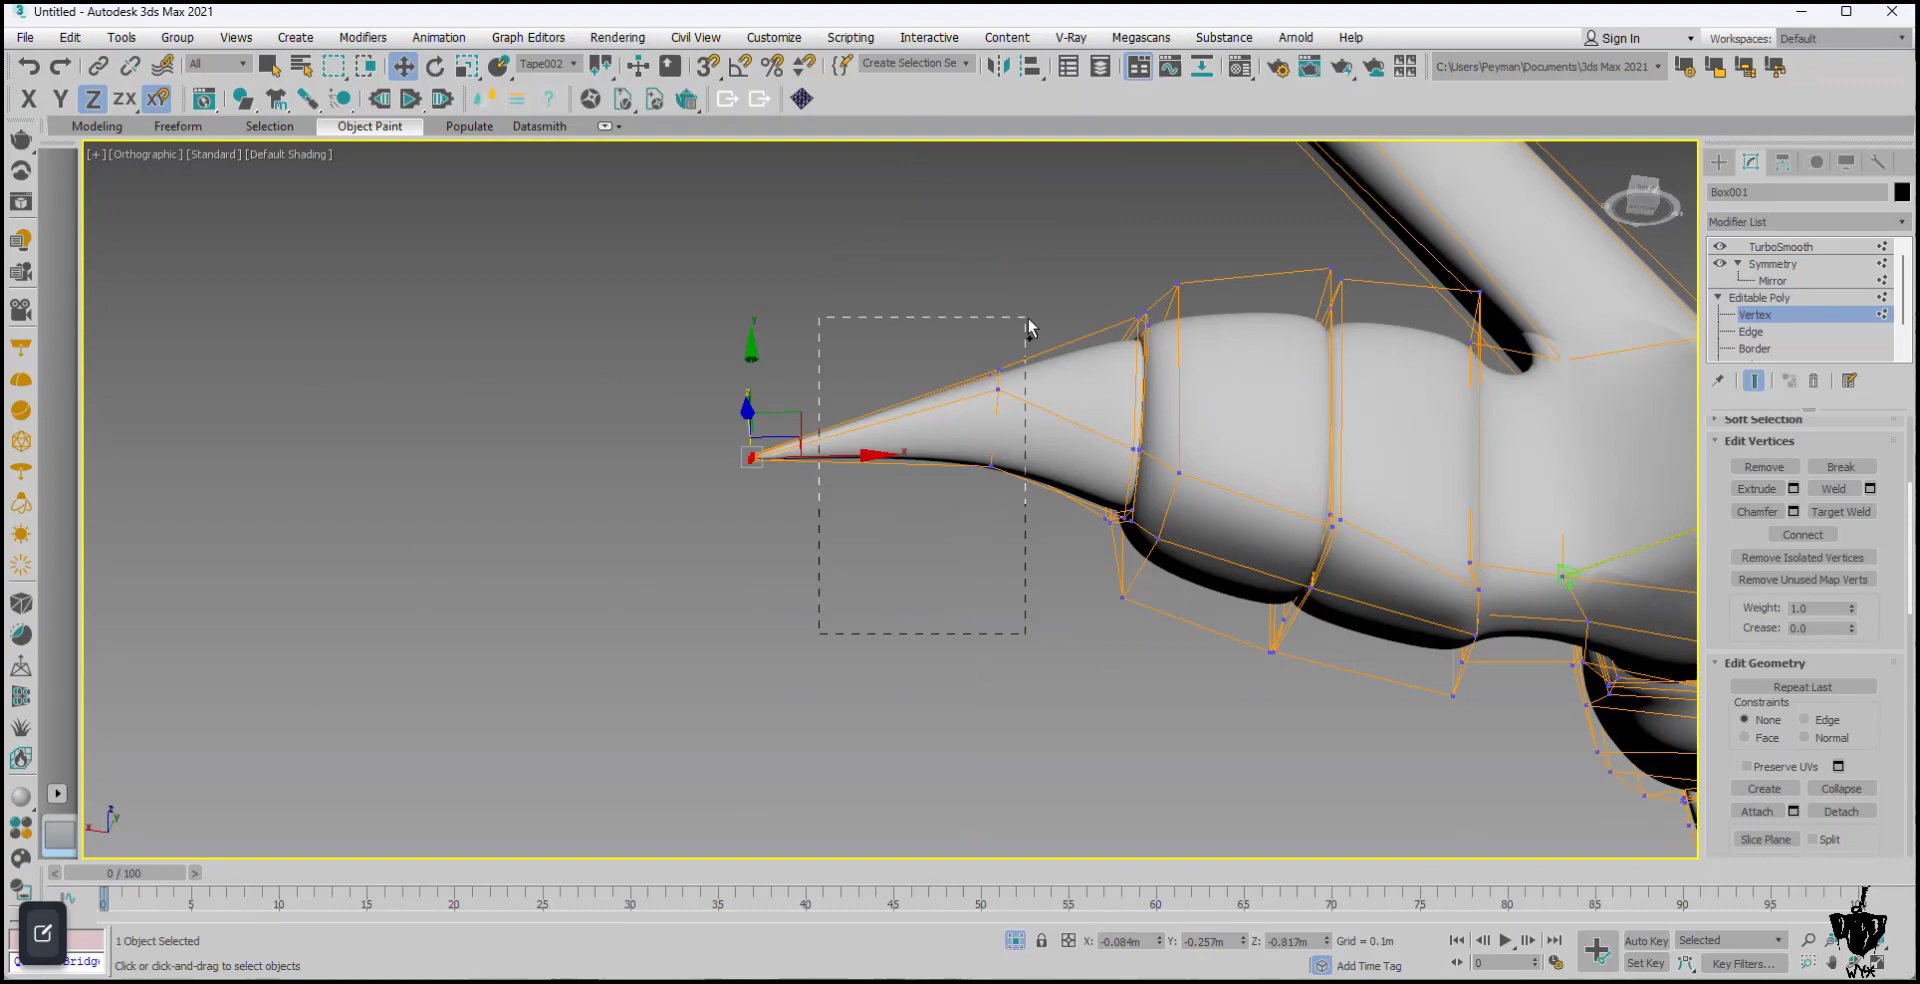 Untitled - Autodesk 3ds Max 2021
File Edit Tools Group Views Create Modifiers Animation Graph Editors Rendering Civil View Customize Scripting Interactive Content V-Ray Megascans Substance Arnold Help Sign In Workspaces: Default
All Tape002 Create Selection Se C:\Users\Peyman\Documents\3ds Max 2021
X Y Z ZX XP
Modeling Freeform Selection Object Paint Populate Datasmith
[+] [Orthographic] [Standard] [Default Shading]
Box001
Modifier List
TurboSmooth
Symmetry
Mirror
Editable Poly
Vertex
Edge
Border
Soft Selection
Edit Vertices
Remove Break
Extrude Weld
Chamfer Target Weld
Connect
Remove Isolated Vertices
Remove Unused Map Verts
Weight: 1.0
Crease: 0.0
Edit Geometry
Repeat Last
Constraints
None Edge
Face Normal
Preserve UVs
Create Collapse
Attach Detach
Slice Plane Split
y
z
x
z
y
x
0 / 100
0 5 10 15 20 25 30 35 40 45 50 55 60 65 70 75 80 85 90 95
1 Object Selected X: -0.084m Y: -0.257m Z: -0.817m Grid = 0.1m Auto Key Selected
Click or click-and-drag to select objects Add Time Tag 0 Set Key Key Filters...